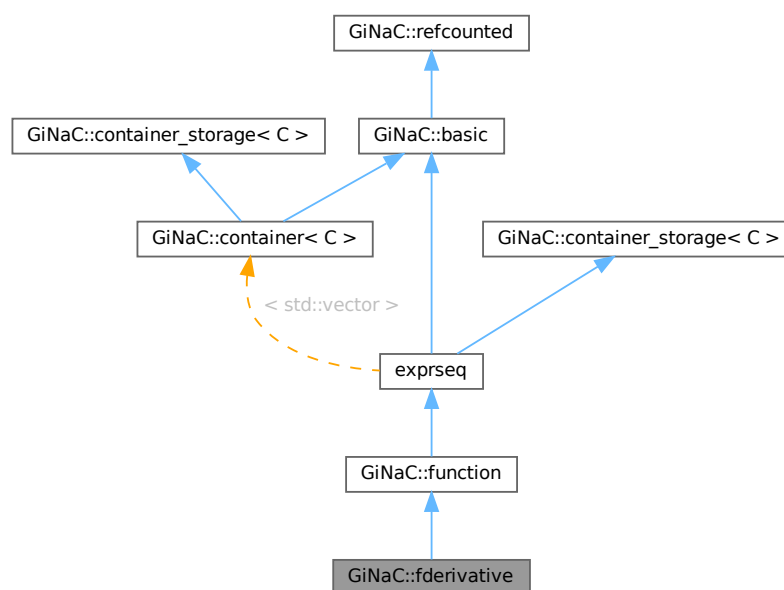 GiNaC::refcounted
GiNaC::container_storage< C >
GiNaC::basic
GiNaC::container< C >
GiNaC::container_storage< C >
< std::vector >
exprseq
GiNaC::function
GiNaC::fderivative